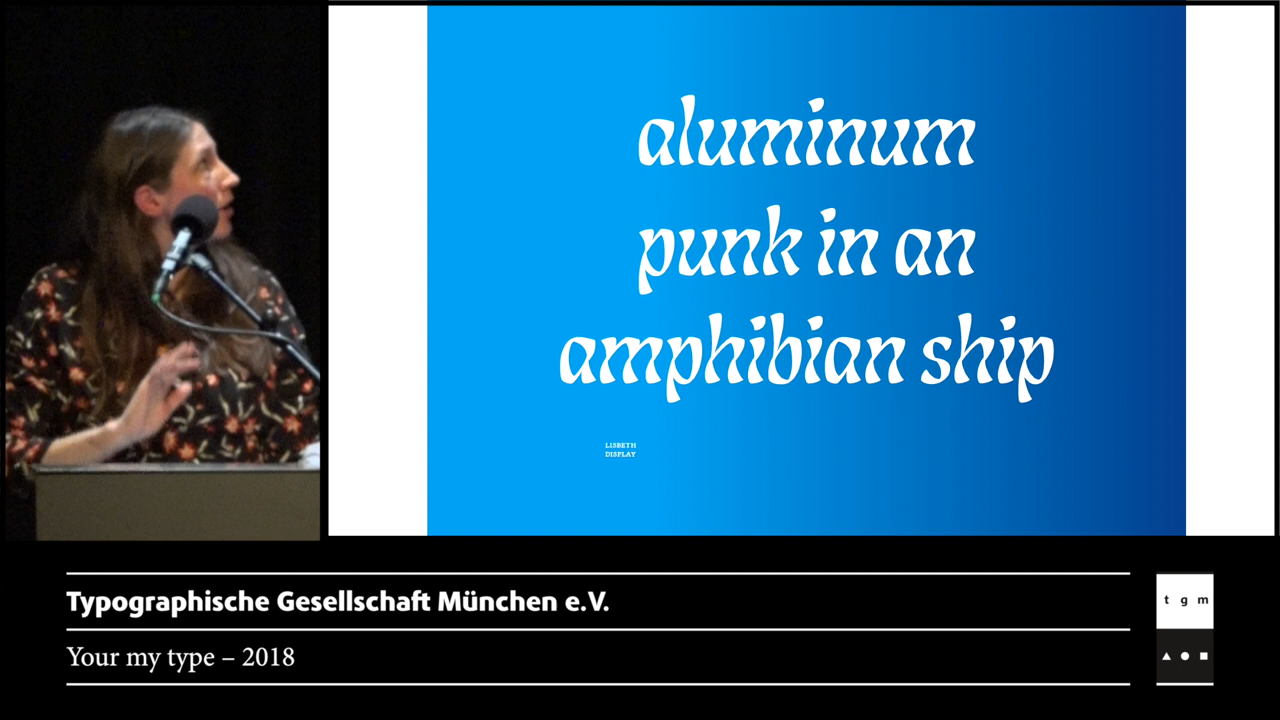 aluminum
punk in an
amphibian ship
LISBETH
DISPLAY
Typographische Gesellschaft München e.V.
Your my type – 2018
t g m